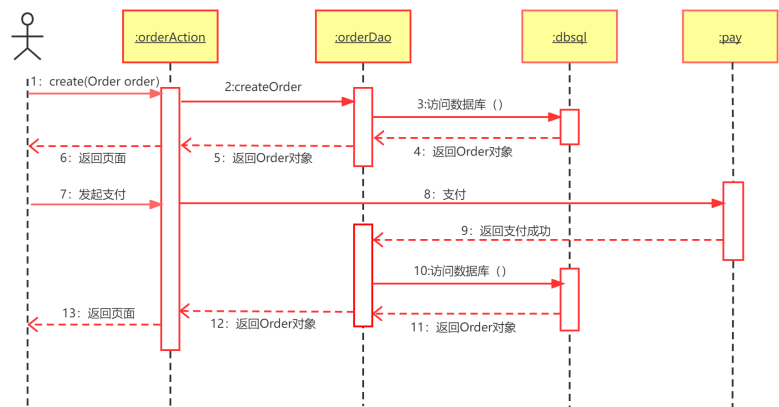 :orderAction
:orderDao
:dbsql
:pay
1：create(Order order)
2:createOrder
3:访问数据库（）
4：返回Order对象
5：返回Order对象
6：返回页面
7：发起支付
8：支付
9：返回支付成功
10:访问数据库（）
11：返回Order对象
12：返回Order对象
13：返回页面